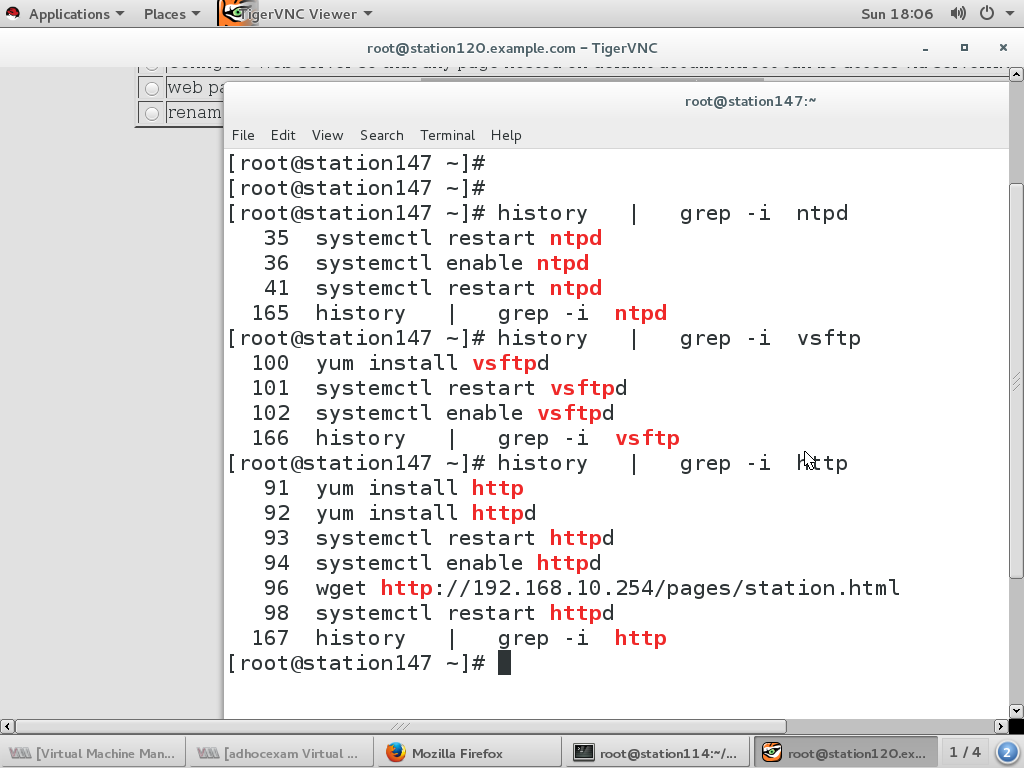 Applications Places TigerVNC Viewer Sun 18:06
root@station120.example.com – TigerVNC
web pa
renam
root@station147:~
File Edit View Search Terminal Help
[root@station147 ~]#
[root@station147 ~]#
[root@station147 ~]# history | grep -i ntpd
35 systemctl restart ntpd
36 systemctl enable ntpd
41 systemctl restart ntpd
165 history | grep -i ntpd
[root@station147 ~]# history | grep -i vsftp
100 yum install vsftpd
101 systemctl restart vsftpd
102 systemctl enable vsftpd
166 history | grep -i vsftp
[root@station147 ~]# history | grep -i http
91 yum install http
92 yum install httpd
93 systemctl restart httpd
94 systemctl enable httpd
96 wget http://192.168.10.254/pages/station.html
98 systemctl restart httpd
167 history | grep -i http
[root@station147 ~]#
[Virtual Machine Man... [adhocexam Virtual ... Mozilla Firefox root@station114:~/... root@station120.ex... 1 / 4 2